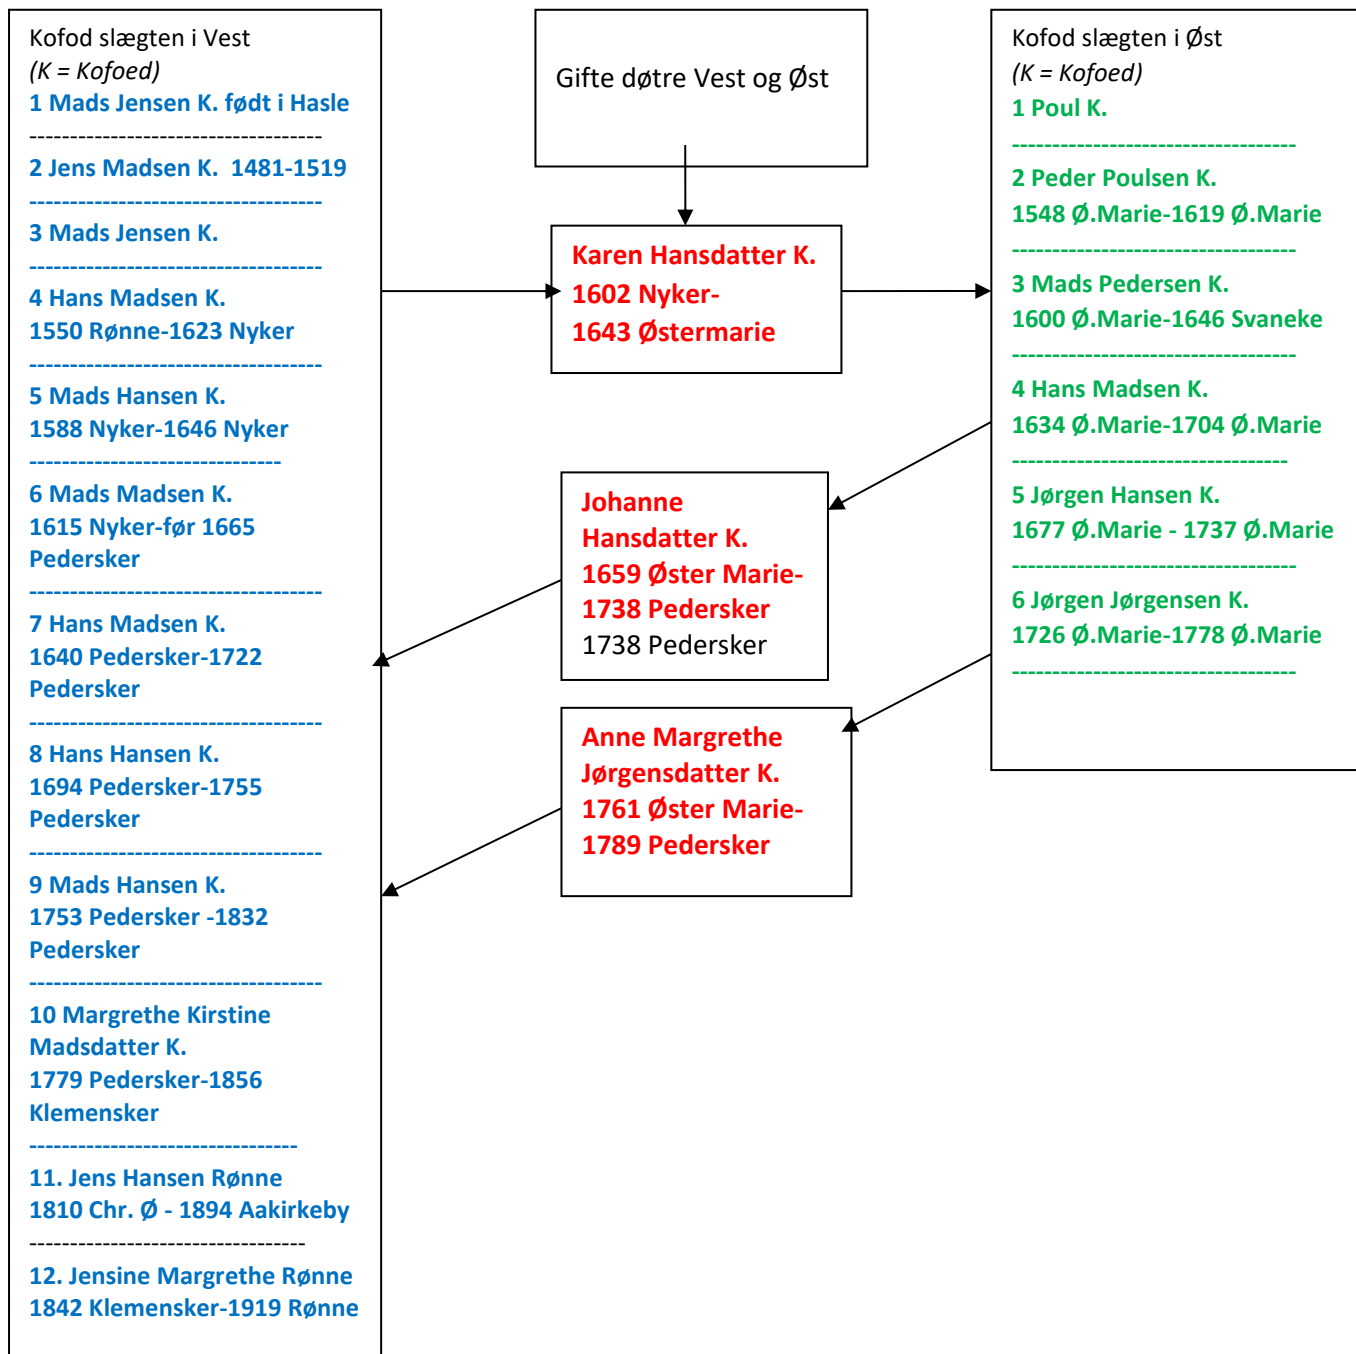 Kofod slægten i Vest
(K = Kofoed)
1 Mads Jensen K. født i Hasle
------------------------------------
2 Jens Madsen K.  1481-1519
------------------------------------
3 Mads Jensen K.
------------------------------------
4 Hans Madsen K.
1550 Rønne-1623 Nyker
------------------------------------
5 Mads Hansen K.
1588 Nyker-1646 Nyker
-------------------------------
6 Mads Madsen K.
1615 Nyker-før 1665
Pedersker
------------------------------------
7 Hans Madsen K.
1640 Pedersker-1722
Pedersker
------------------------------------
8 Hans Hansen K.
1694 Pedersker-1755
Pedersker
------------------------------------
9 Mads Hansen K.
1753 Pedersker -1832
Pedersker
------------------------------------
10 Margrethe Kirstine
Madsdatter K.
1779 Pedersker-1856
Klemensker
---------------------------------
11. Jens Hansen Rønne
1810 Chr. Ø - 1894 Aakirkeby
----------------------------------
12. Jensine Margrethe Rønne
1842 Klemensker-1919 Rønne
Gifte døtre Vest og Øst
Karen Hansdatter K.
1602 Nyker-
1643 Østermarie
Johanne
Hansdatter K.
1659 Øster Marie-
1738 Pedersker
1738 Pedersker
Anne Margrethe
Jørgensdatter K.
1761 Øster Marie-
1789 Pedersker
Kofod slægten i Øst
(K = Kofoed)
1 Poul K.
-----------------------------------
2 Peder Poulsen K.
1548 Ø.Marie-1619 Ø.Marie
-----------------------------------
3 Mads Pedersen K.
1600 Ø.Marie-1646 Svaneke
-----------------------------------
4 Hans Madsen K.
1634 Ø.Marie-1704 Ø.Marie
----------------------------------
5 Jørgen Hansen K.
1677 Ø.Marie - 1737 Ø.Marie
-----------------------------------
6 Jørgen Jørgensen K.
1726 Ø.Marie-1778 Ø.Marie
-----------------------------------